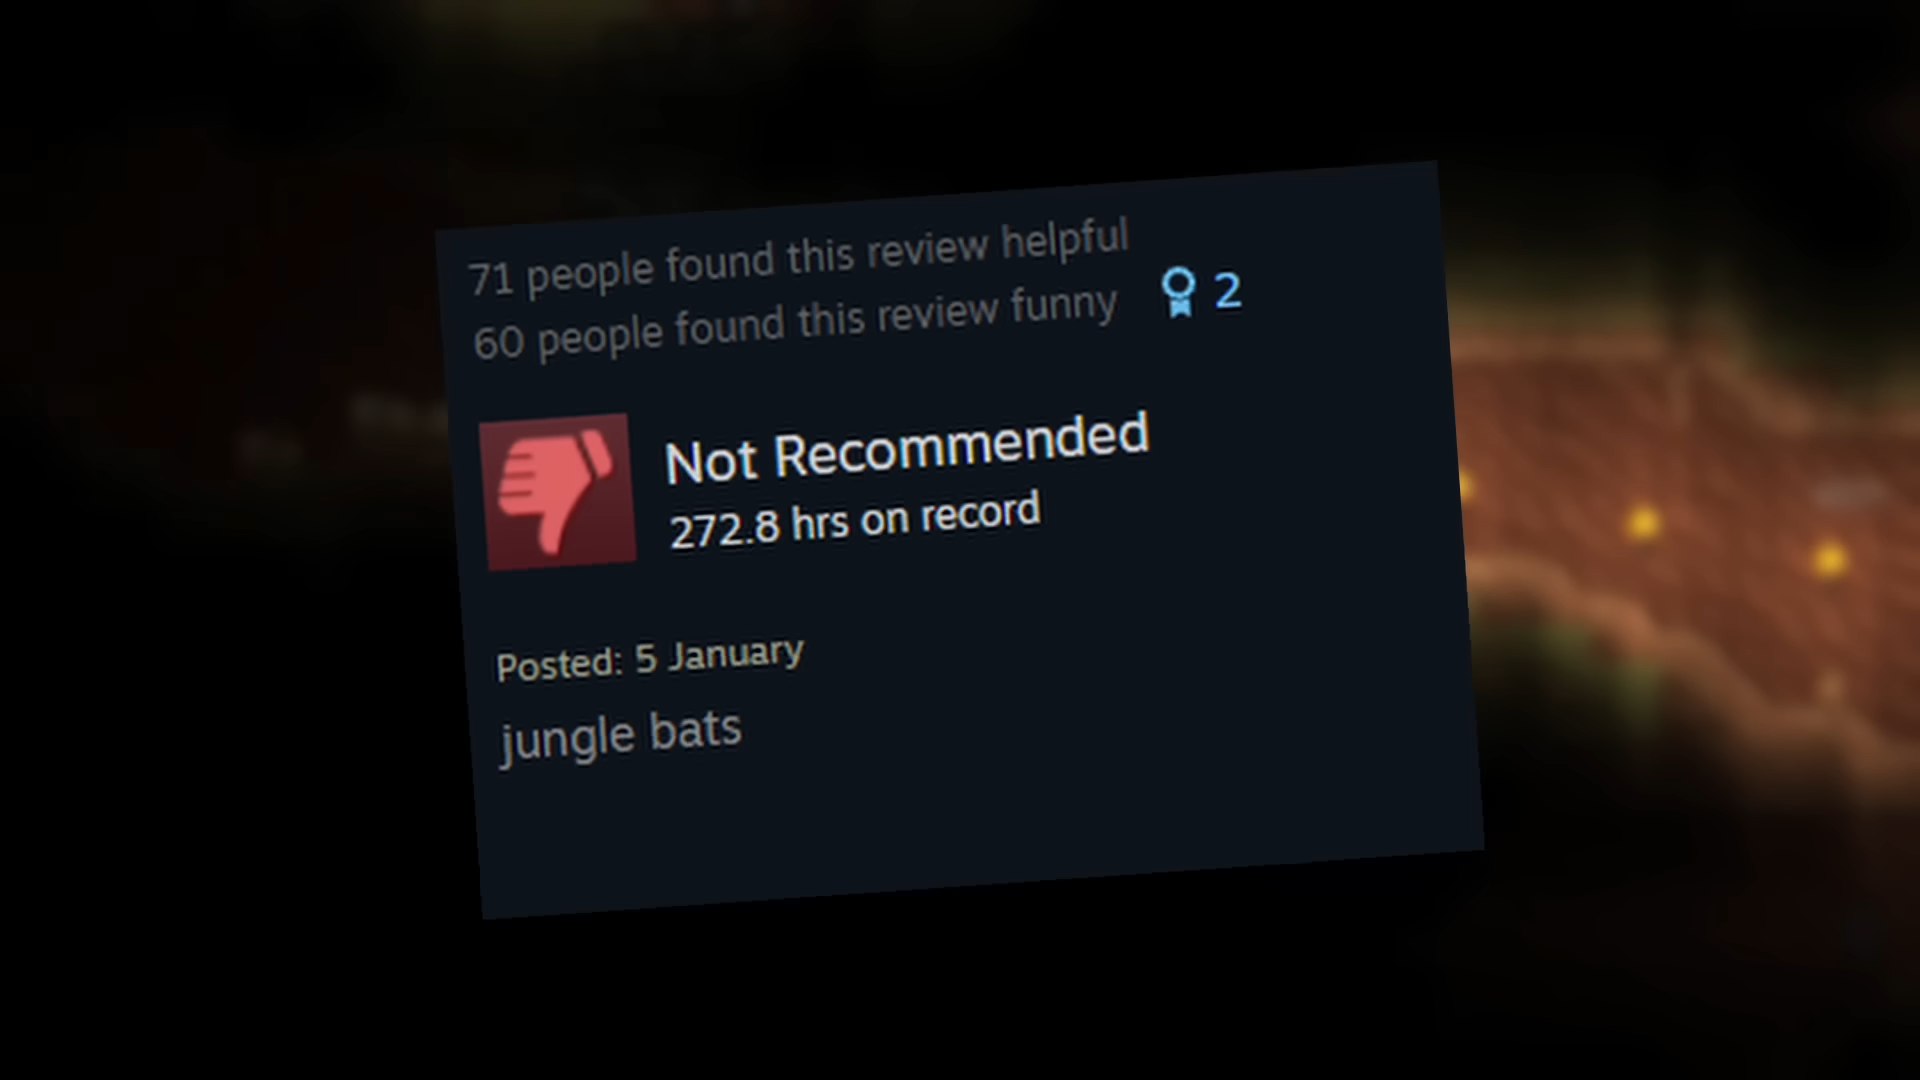 71 people found this review helpful
60 people found this review funny 2
Not Recommended
272.8 hrs on record
Posted: 5 January
jungle bats